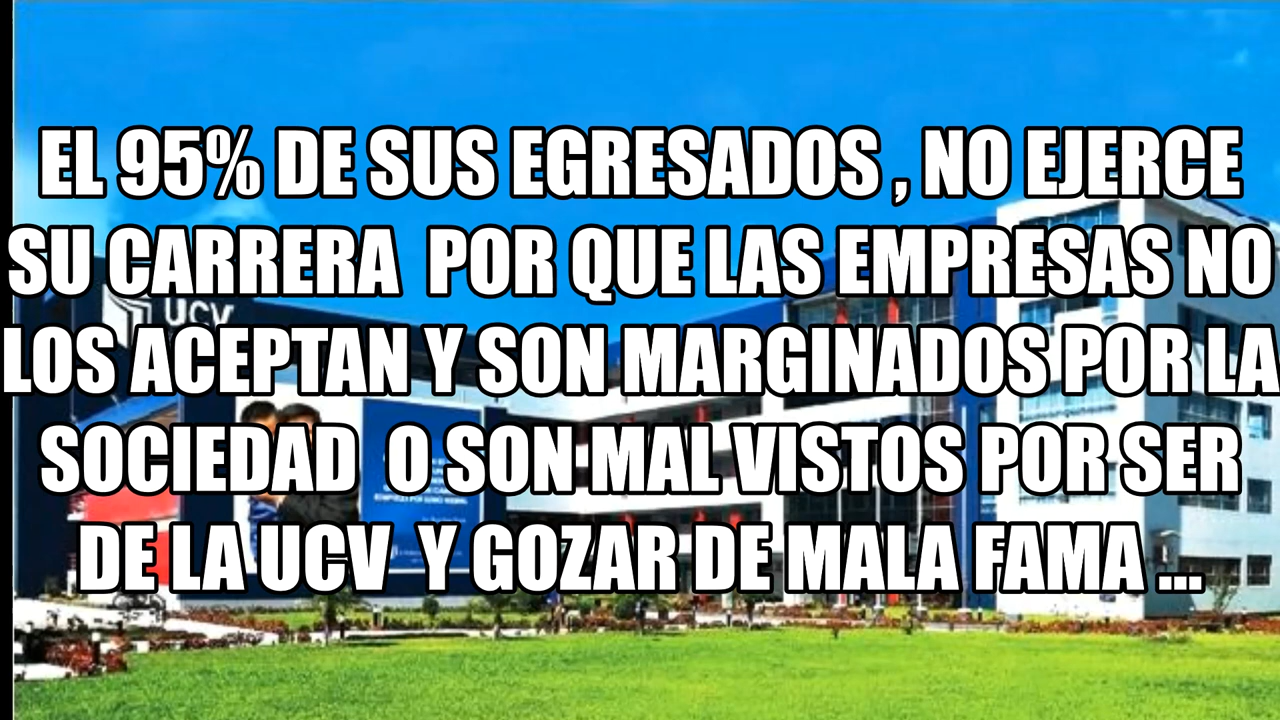 EL 95% DE SUS EGRESADOS , NO EJERCE
SU CARRERA POR QUE LAS EMPRESAS NO
LOS ACEPTAN Y SON MARGINADOS POR LA
SOCIEDAD O SON MAL VISTOS POR SER
DE LA UCV Y GOZAR DE MALA FAMA ...
UCV